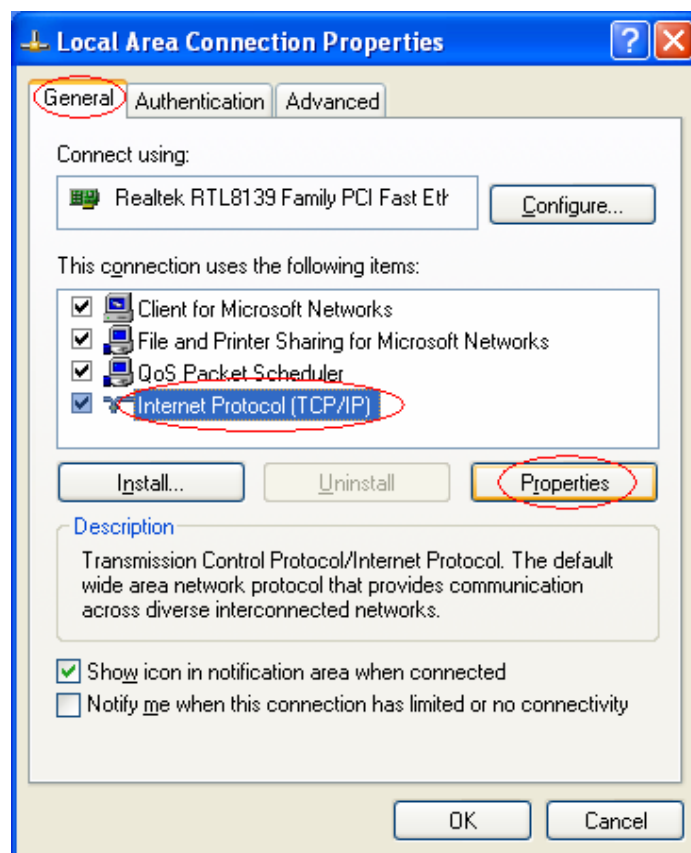 Local Area Connection Properties
General Authentication Advanced
Connect using:
Realtek RTL8139 Family PCI Fast Eth
Configure...
This connection uses the following items:
Client for Microsoft Networks
File and Printer Sharing for Microsoft Networks
QoS Packet Scheduler
Internet Protocol (TCP/IP)
Install... Uninstall Properties
Description
Transmission Control Protocol/Internet Protocol. The default
wide area network protocol that provides communication
across diverse interconnected networks.
Show icon in notification area when connected
Notify me when this connection has limited or no connectivity
OK Cancel